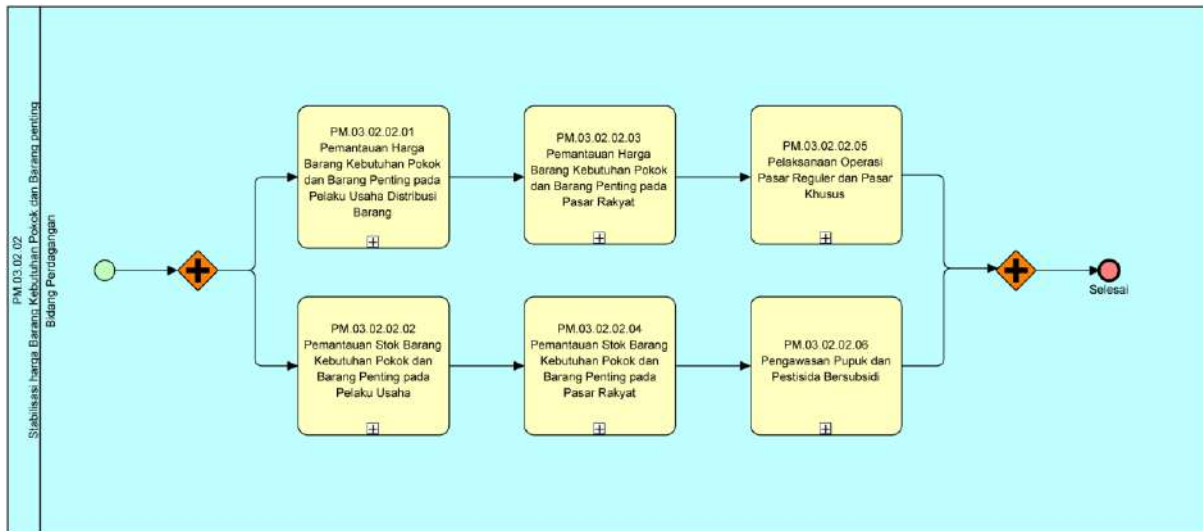 PM.03.02.02
Stabilisasi harga Barang Kebutuhan Pokok dan Barang penting
Bidang Perdagangan
PM.03.02.02.01
Pemantauan Harga
Barang Kebutuhan Pokok
dan Barang Penting pada
Pelaku Usaha Distribusi
Barang
PM.03.02.02.03
Pemantauan Harga
Barang Kebutuhan Pokok
dan Barang Penting pada
Pasar Rakyat
PM.03.02.02.05
Pelaksanaan Operasi
Pasar Reguler dan Pasar
Khusus
PM.03.02.02.02
Pemantauan Stok Barang
Kebutuhan Pokok dan
Barang Penting pada
Pelaku Usaha
PM.03.02.02.04
Pemantauan Stok Barang
Kebutuhan Pokok dan
Barang Penting pada
Pasar Rakyat
PM.03.02.02.06
Pengawasan Pupuk dan
Pestisida Bersubsidi
Selesai